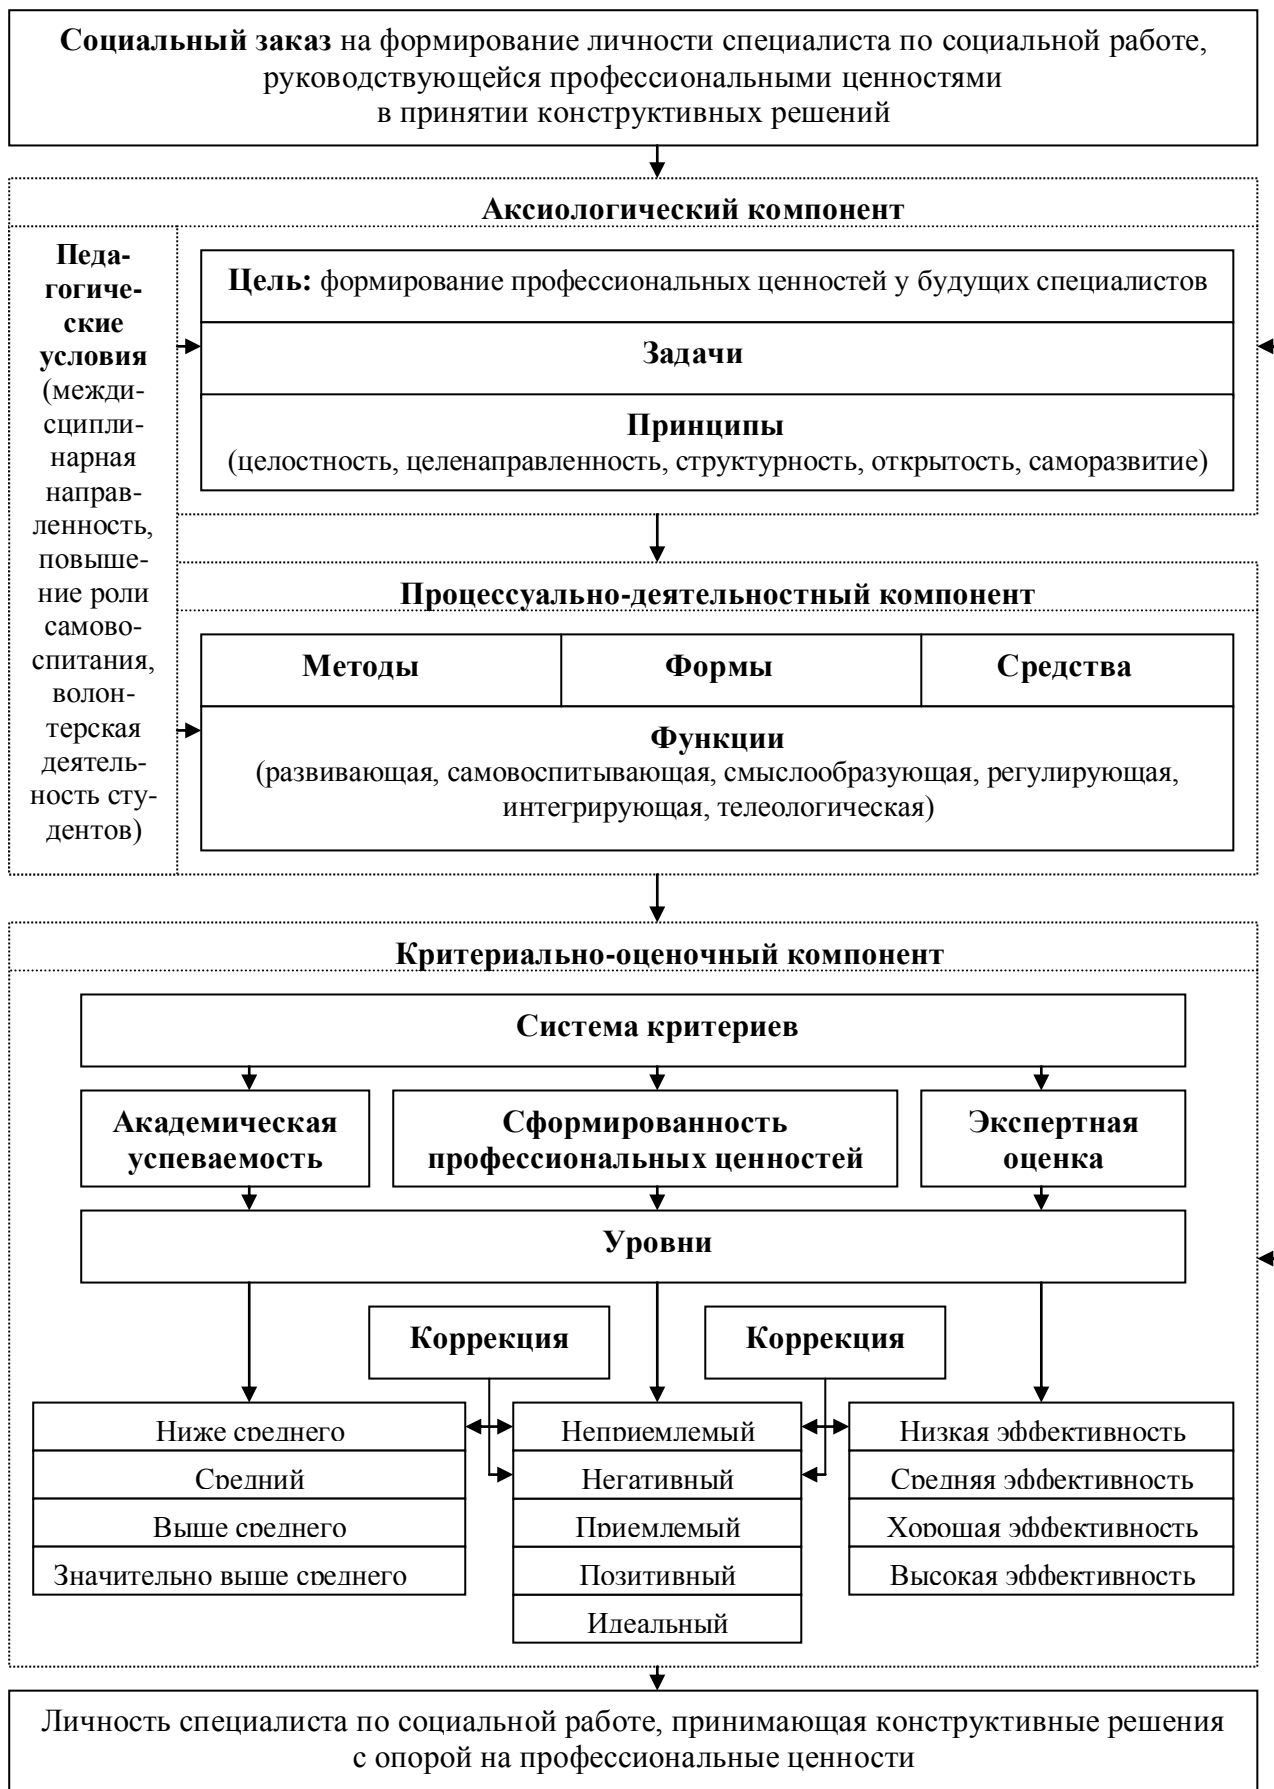 Социальный заказ на формирование личности специалиста по социальной работе,
руководствующейся профессиональными ценностями
в принятии конструктивных решений
Аксиологический компонент
Педа-
гогиче-
ские
условия
(межди-
сципли-
нарная
направ-
ленность,
повыше-
ние роли
самово-
спитания,
волон-
терская
деятель-
ность сту-
дентов)
Цель: формирование профессиональных ценностей у будущих специалистов
Задачи
Принципы
(целостность, целенаправленность, структурность, открытость, саморазвитие)
Процессуально-деятельностный компонент
Методы
Формы
Средства
Функции
(развивающая, самовоспитывающая, смыслообразующая, регулирующая,
интегрирующая, телеологическая)
Критериально-оценочный компонент
Система критериев
Академическая
успеваемость
Сформированность
профессиональных ценностей
Экспертная
оценка
Уровни
Коррекция
Коррекция
Ниже среднего
Средний
Выше среднего
Значительно выше среднего
Неприемлемый
Негативный
Приемлемый
Позитивный
Идеальный
Низкая эффективность
Средняя эффективность
Хорошая эффективность
Высокая эффективность
Личность специалиста по социальной работе, принимающая конструктивные решения
с опорой на профессиональные ценности